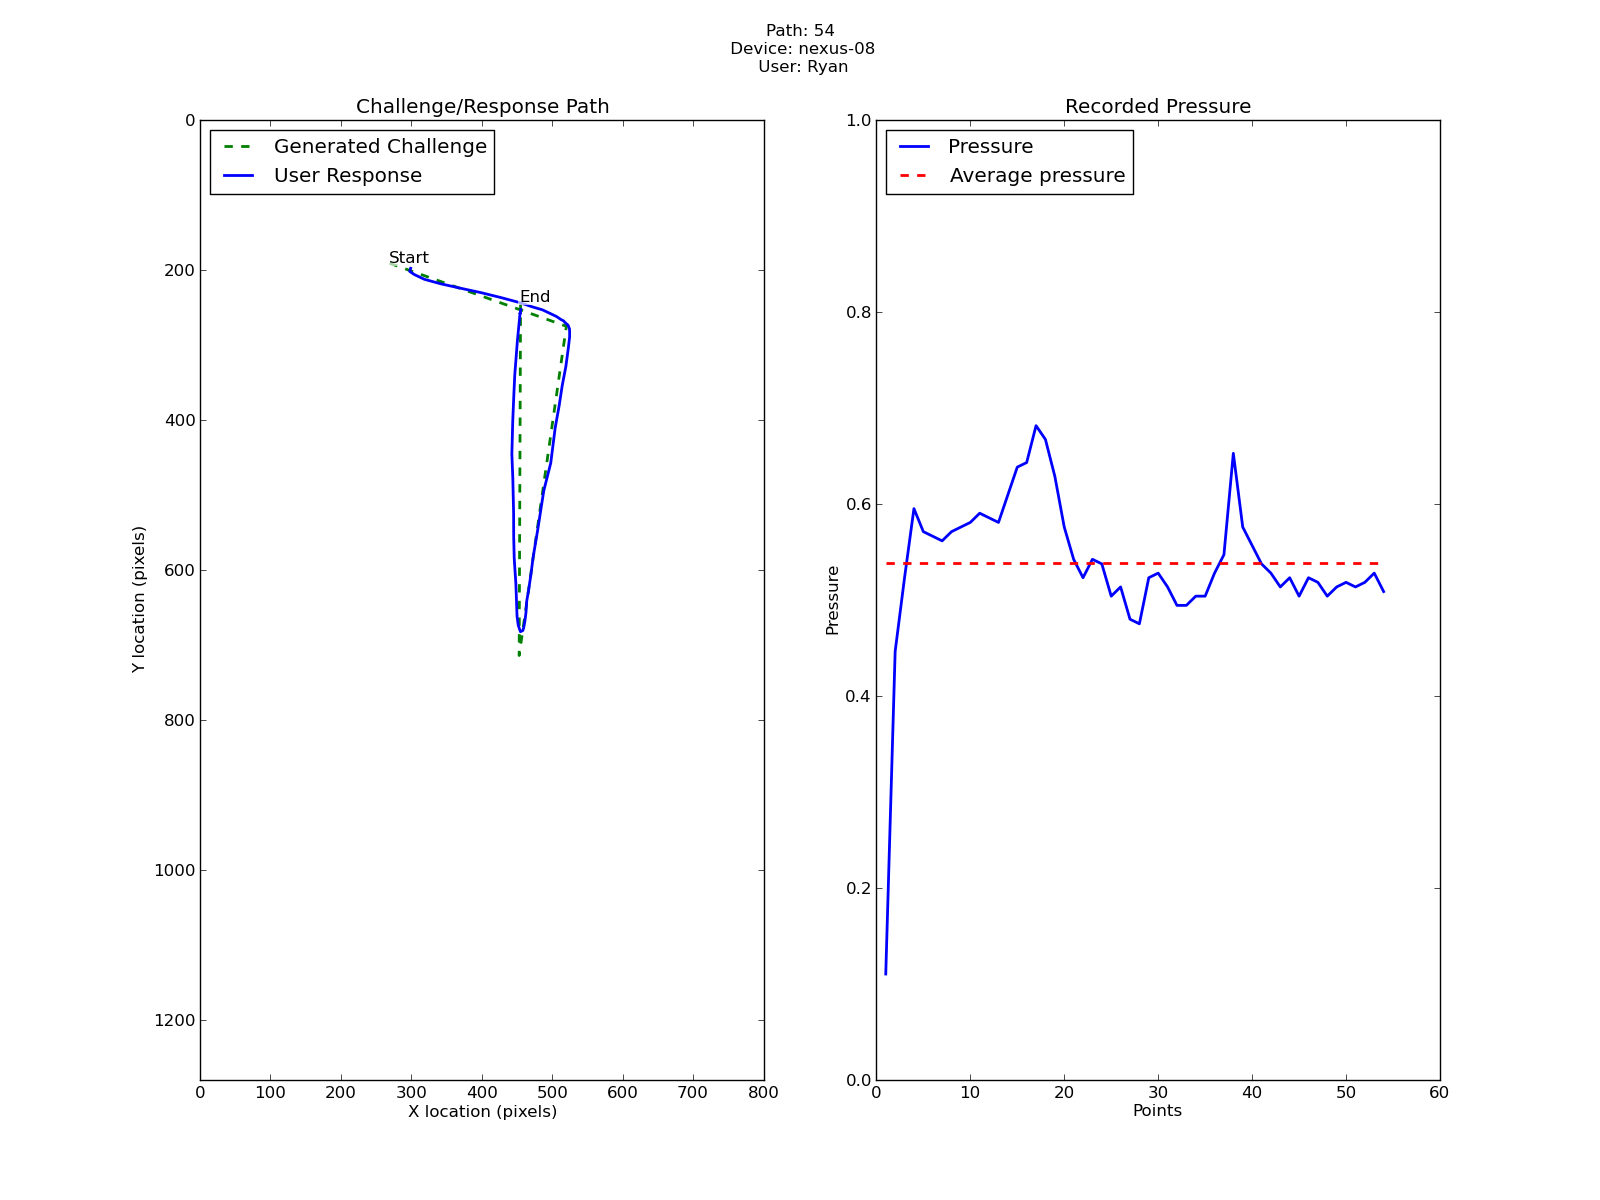 Path: 54
Device: nexus-08
User: Ryan
Challenge/Response Path
Generated Challenge
User Response
Start
End
0
200
400
600
800
1000
1200
Y location (pixels)
0 100 200 300 400 500 600 700 800
X location (pixels)
Recorded Pressure
Pressure
Average pressure
1.0
0.8
0.6
0.4
0.2
0.0
Pressure
0 10 20 30 40 50 60
Points